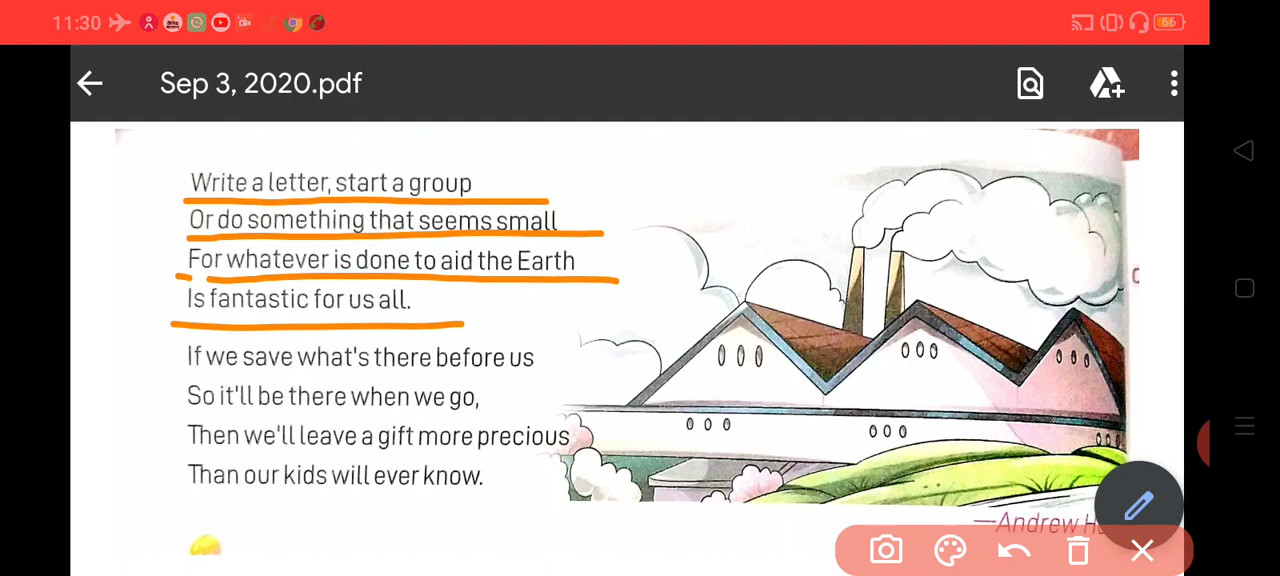 11:30
66
Sep 3, 2020.pdf
Write a letter, start a group
Or do something that seems small
For whatever is done to aid the Earth
Is fantastic for us all.
If we save what's there before us
So it'll be there when we go,
Then we'll leave a gift more precious
Than our kids will ever know.
—Andrew